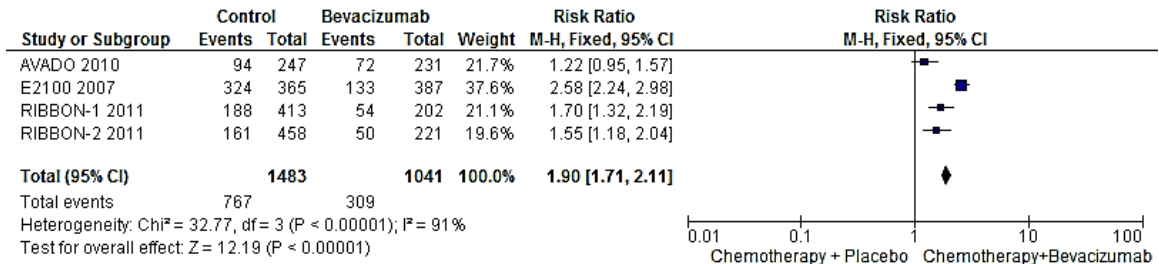 Control Bevacizumab Risk Ratio Risk Ratio
Study or Subgroup Events Total Events Total Weight M-H, Fixed, 95% CI M-H, Fixed, 95% CI
AVADO 2010 94 247 72 231 21.7% 1.22 [0.95, 1.57]
E2100 2007 324 365 133 387 37.6% 2.58 [2.24, 2.98]
RIBBON-1 2011 188 413 54 202 21.1% 1.70 [1.32, 2.19]
RIBBON-2 2011 161 458 50 221 19.6% 1.55 [1.18, 2.04]
Total (95% CI) 1483 1041 100.0% 1.90 [1.71, 2.11]
Total events 767 309
Heterogeneity: Chi² = 32.77, df = 3 (P < 0.00001); I² = 91%
Test for overall effect: Z = 12.19 (P < 0.00001)
0.01 0.1 1 10 100
Chemotherapy + Placebo Chemotherapy+Bevacizumab